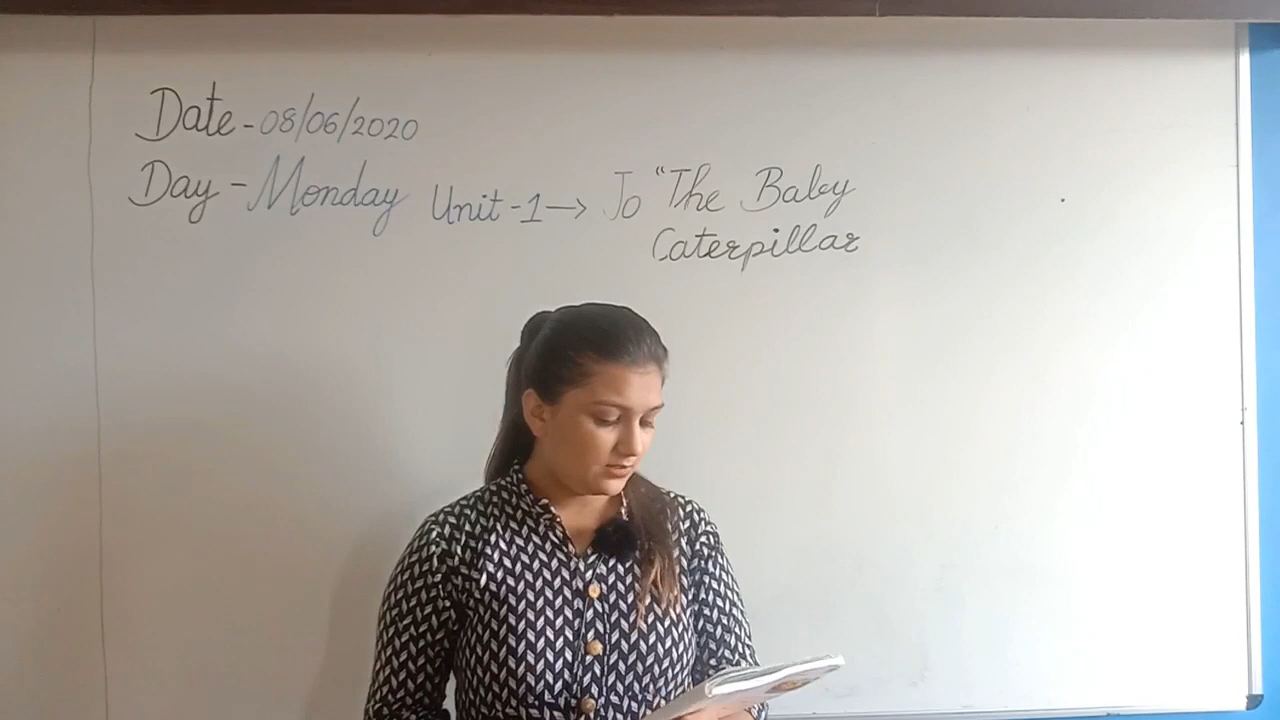 Date - 08/06/2020
Day - Monday
Unit - 1 → Jo "The Baby
Caterpillar